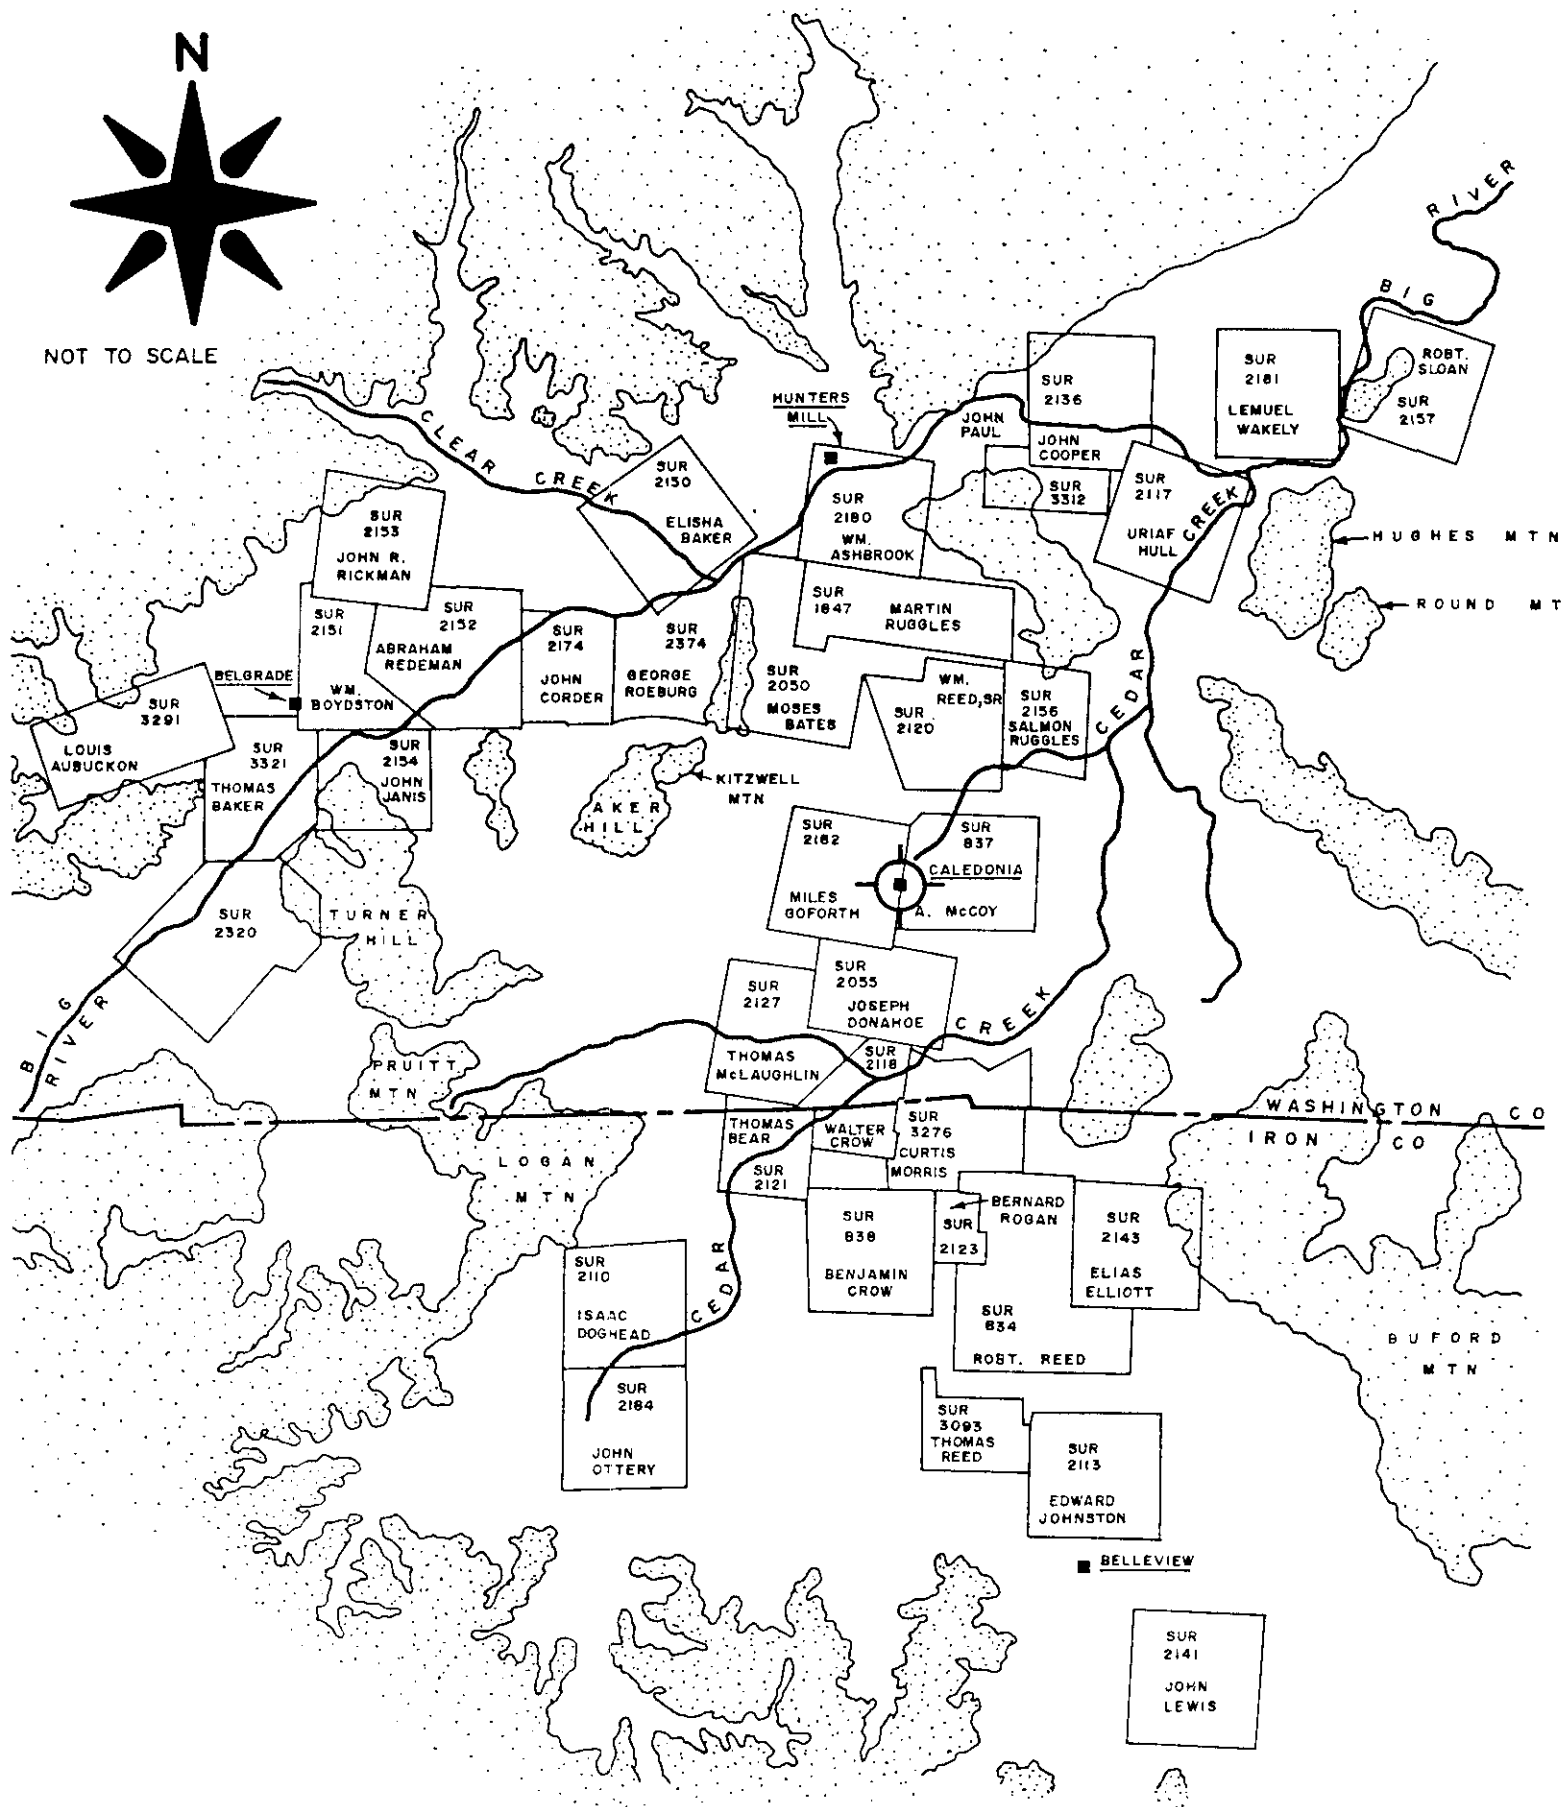 N
NOT TO SCALE
BIG RIVER
SUR
2136
JOHN
COOPER
SUR
2181
LEMUEL
WAKELY
ROBT.
SLOAN
SUR
2157
HUNTERS
MILL
JOHN
PAUL
CLEAR CREEK
SUR
2150
ELISHA
BAKER
SUR
2180
WM.
ASHBROOK
SUR
3312
SUR
2117
URIAF
HULL
CEDAR CREEK
HUGHES MTN
ROUND MT
SUR
2153
JOHN R.
RICKMAN
SUR
2151
WM.
BOYDSTON
SUR
2152
ABRAHAM
REDEMAN
SUR
2174
JOHN
CORDER
SUR
2374
GEORGE
ROEBURG
SUR
1847
MARTIN
RUGGLES
SUR
2050
MOSES
BATES
WM.
REED, SR
SUR
2120
SUR
2156
SALMON
RUGGLES
BELGRADE
SUR
3291
LOUIS
AUBUCKON
SUR
3321
THOMAS
BAKER
SUR
2154
JOHN
JANIS
KITZWELL
MTN
AKER
HILL
SUR
2182
MILES
GOFORTH
SUR
837
CALEDONIA
A. McCOY
SUR
2320
TURNER
HILL
BIG
RIVER
SUR
2127
THOMAS
McLAUGHLIN
SUR
2055
JOSEPH
DONAHOE
CREEK
SUR
2118
PRUITT
MTN
WASHINGTON CO
IRON CO
THOMAS
BEAR
SUR
2121
WALTER
CROW
SUR
3276
CURTIS
MORRIS
LOGAN
MTN
SUR
838
BENJAMIN
CROW
BERNARD
ROGAN
SUR
2123
SUR
2143
ELIAS
ELLIOTT
CEDAR
SUR
2110
ISAAC
DOGHEAD
SUR
834
ROBT. REED
BUFORD
MTN
SUR
2184
JOHN
OTTERY
SUR
3093
THOMAS
REED
SUR
2113
EDWARD
JOHNSTON
BELLEVIEW
SUR
2141
JOHN
LEWIS